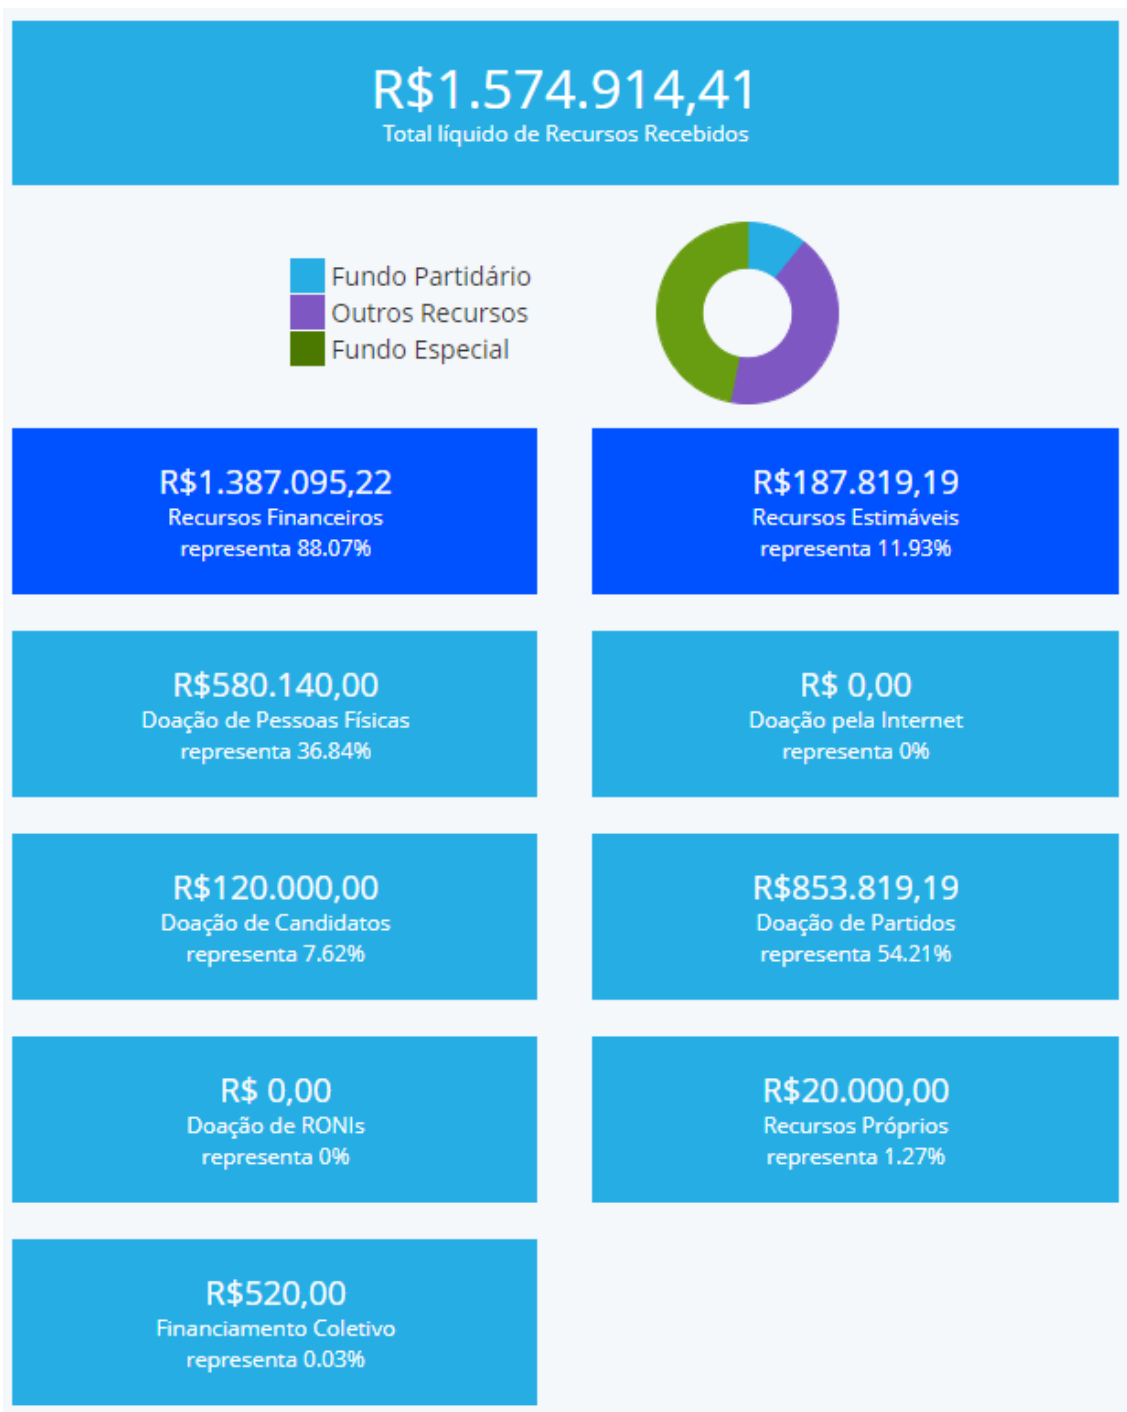 R$1.574.914,41
Total líquido de Recursos Recebidos
Fundo Partidário
Outros Recursos
Fundo Especial
R$1.387.095,22
Recursos Financeiros
representa 88.07%
R$187.819,19
Recursos Estimáveis
representa 11.93%
R$580.140,00
Doação de Pessoas Físicas
representa 36.84%
R$ 0,00
Doação pela Internet
representa 0%
R$120.000,00
Doação de Candidatos
representa 7.62%
R$853.819,19
Doação de Partidos
representa 54.21%
R$ 0,00
Doação de RONIs
representa 0%
R$20.000,00
Recursos Próprios
representa 1.27%
R$520,00
Financiamento Coletivo
representa 0.03%